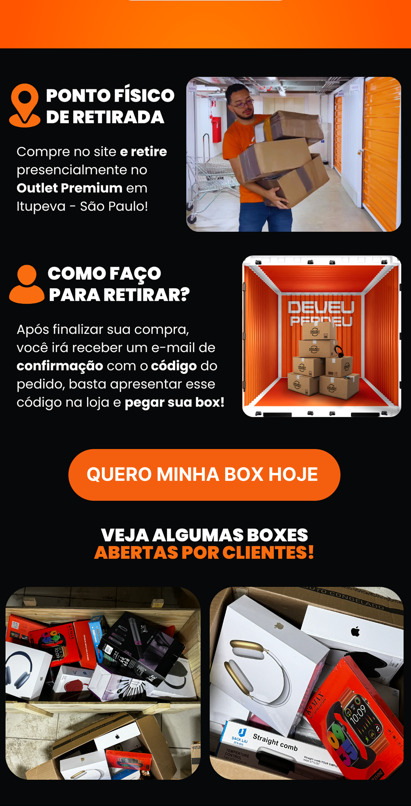 PONTO FÍSICO
DE RETIRADA
Compre no site e retire
presencialmente no
Outlet Premium em
Itupeva - São Paulo!
COMO FAÇO
PARA RETIRAR?
Após finalizar sua compra,
você irá receber um e-mail de
confirmação com o código do
pedido, basta apresentar esse
código na loja e pegar sua box!
DEVEU
PERDEU
QUERO MINHA BOX HOJE
VEJA ALGUMAS BOXES
ABERTAS POR CLIENTES!
Straight comb
10:09